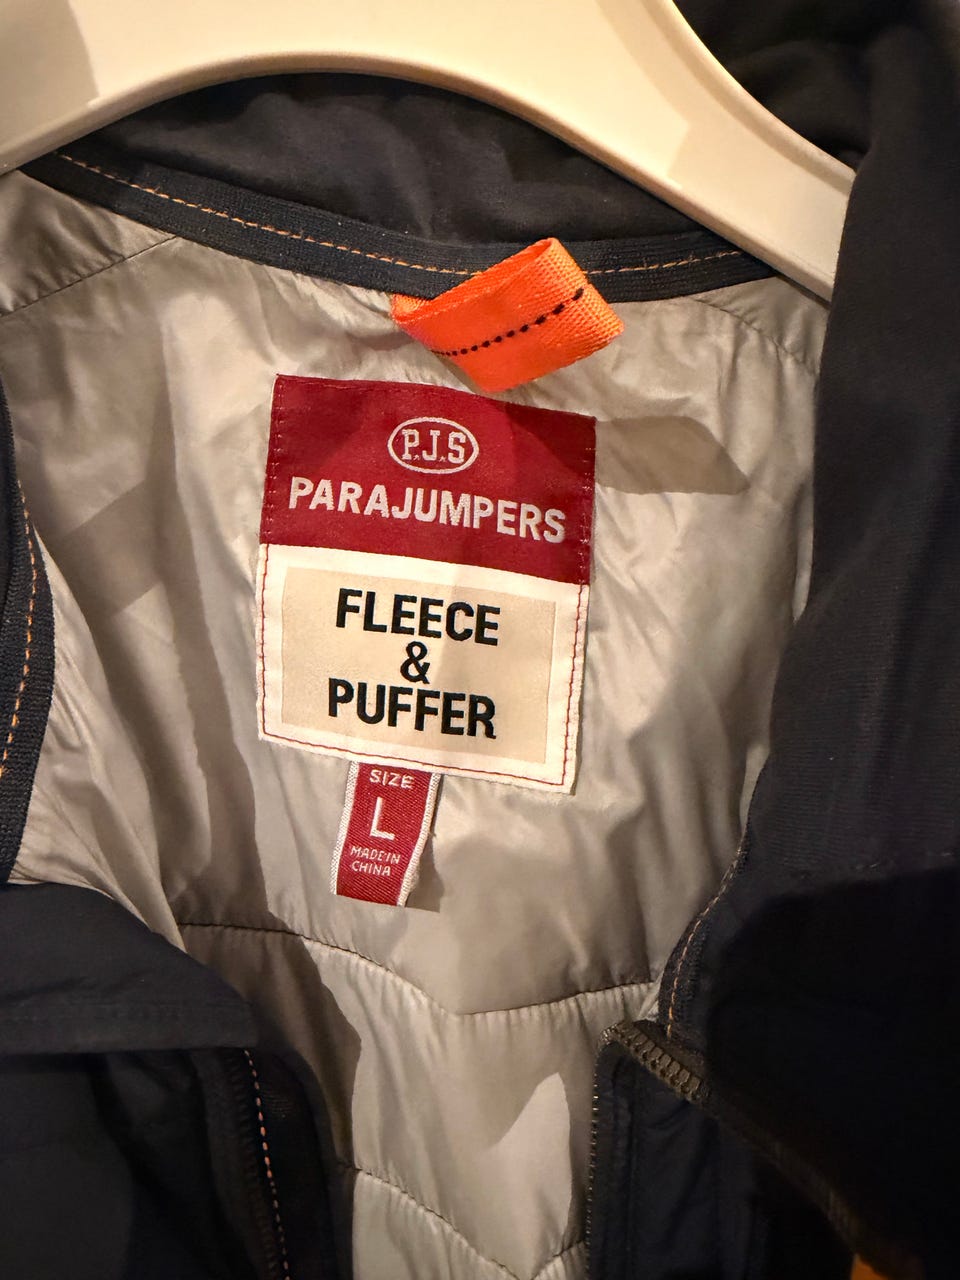 P.J.S
PARAJUMPERS
FLEECE
&
PUFFER
SIZE
L
MADE IN
CHINA